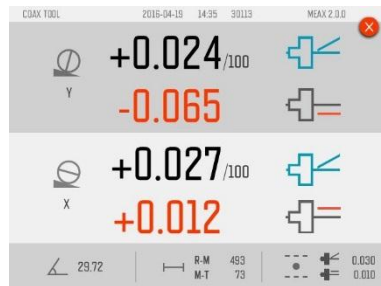 COAX TOOL 2016-04-19 14:35 30113 MEAX 2.0.0
+0.024/100
Y
-0.065
+0.027/100
X
+0.012
29.72 R-M 493 0.030
M-T 73 0.010